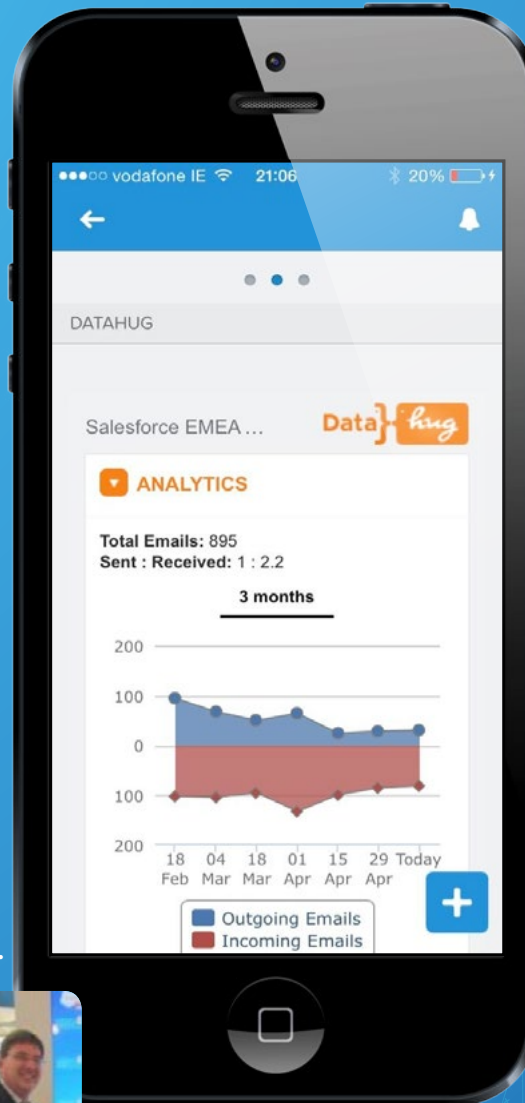 vodafone IE 21:06 20%
DATAHUG
Salesforce EMEA ...
Data hug
ANALYTICS
Total Emails: 895
Sent : Received: 1 : 2.2
3 months
200
100
0
100
200
18 04 18 01 15 29 Today
Feb Mar Mar Apr Apr Apr
Outgoing Emails
Incoming Emails